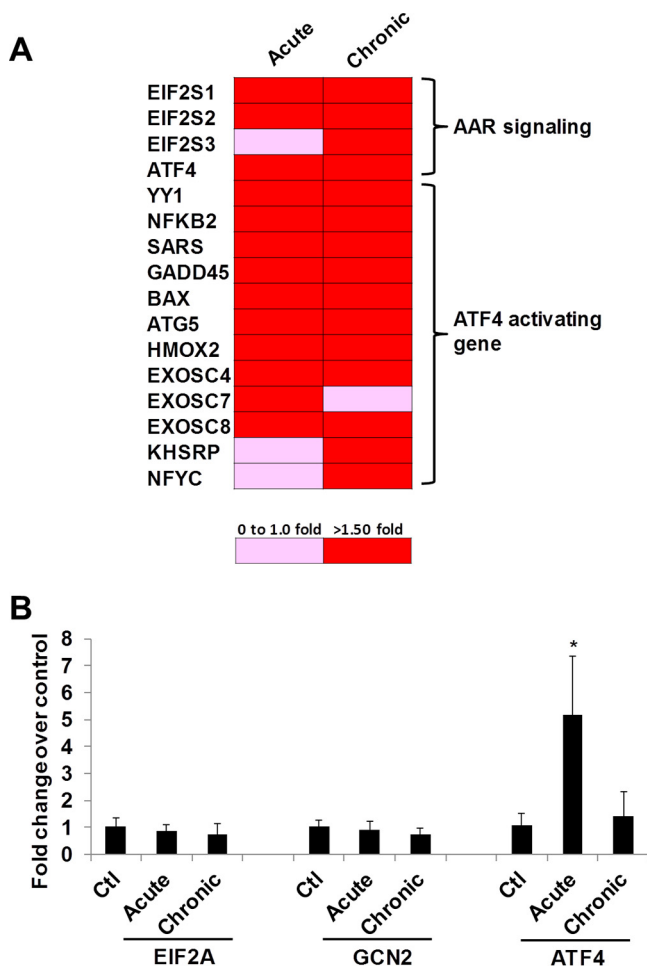 A
Acute
Chronic
EIF2S1
EIF2S2
EIF2S3
ATF4
YY1
NFKB2
SARS
GADD45
BAX
ATG5
HMOX2
EXOSC4
EXOSC7
EXOSC8
KHSRP
NFYC
AAR signaling
ATF4 activating
gene
0 to 1.0 fold
>1.50 fold
B
Fold change over control
8
7
6
5
4
3
2
1
0
*
Ctl
Acute
Chronic
Ctl
Acute
Chronic
Ctl
Acute
Chronic
EIF2A
GCN2
ATF4